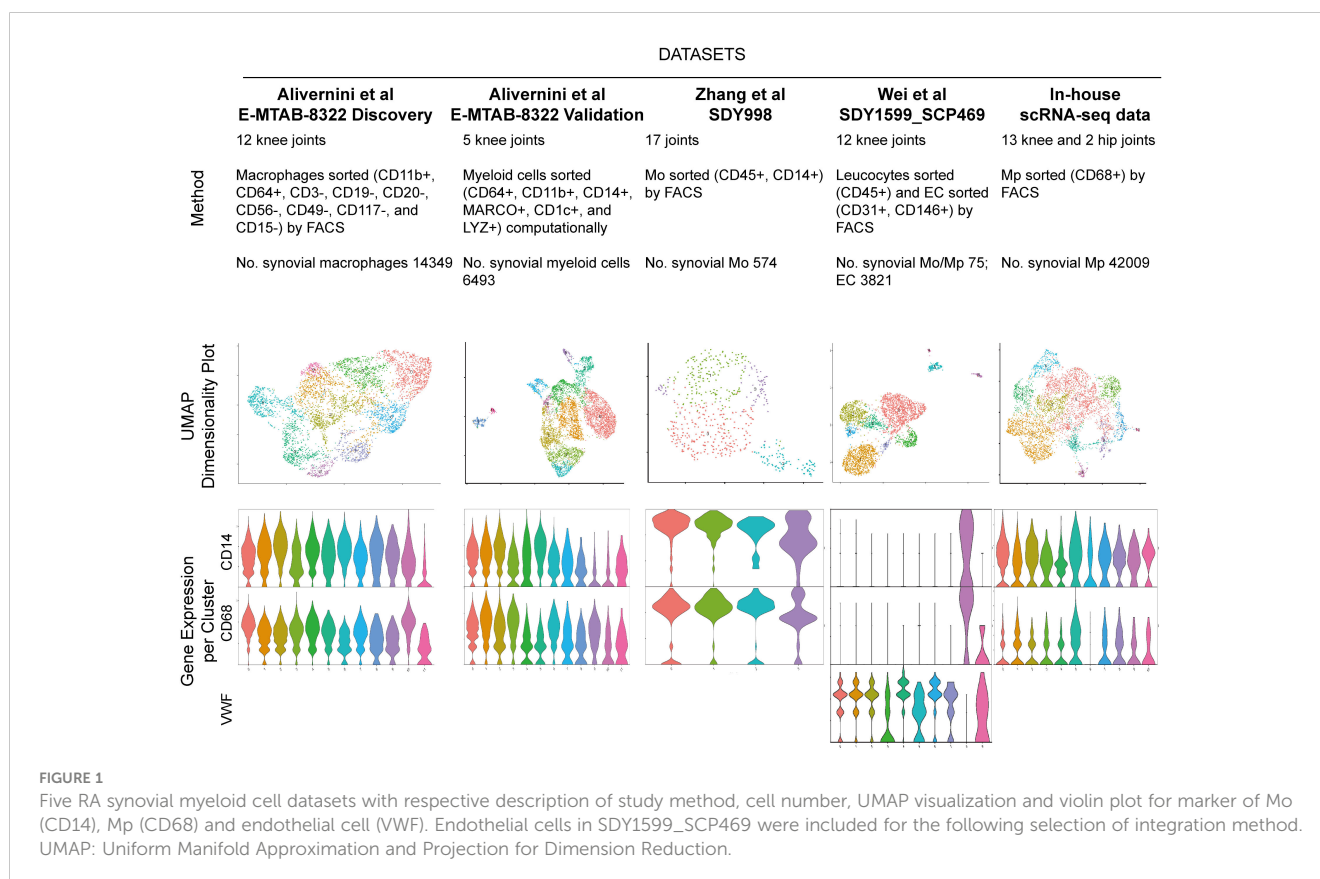 DATASETS
Alivernini et al
E-MTAB-8322 Discovery
12 knee joints
Macrophages sorted (CD11b+,
CD64+, CD3-, CD19-, CD20-,
CD56-, CD49-, CD117-, and
CD15-) by FACS
No. synovial macrophages 14349
Alivernini et al
E-MTAB-8322 Validation
5 knee joints
Myeloid cells sorted
(CD64+, CD11b+, CD14+,
MARCO+, CD1c+, and
LYZ+) computationally
No. synovial myeloid cells
6493
Zhang et al
SDY998
17 joints
Mo sorted (CD45+, CD14+)
by FACS
No. synovial Mo 574
Wei et al
SDY1599_SCP469
12 knee joints
Leucocytes sorted
(CD45+) and EC sorted
(CD31+, CD146+) by
FACS
No. synovial Mo/Mp 75;
EC 3821
In-house
scRNA-seq data
13 knee and 2 hip joints
Mp sorted (CD68+) by
FACS
No. synovial Mp 42009
Method
UMAP
Dimensionality Plot
Gene Expression
per Cluster
CD14
CD68
VWF
FIGURE 1
Five RA synovial myeloid cell datasets with respective description of study method, cell number, UMAP visualization and violin plot for marker of Mo
(CD14), Mp (CD68) and endothelial cell (VWF). Endothelial cells in SDY1599_SCP469 were included for the following selection of integration method.
UMAP: Uniform Manifold Approximation and Projection for Dimension Reduction.